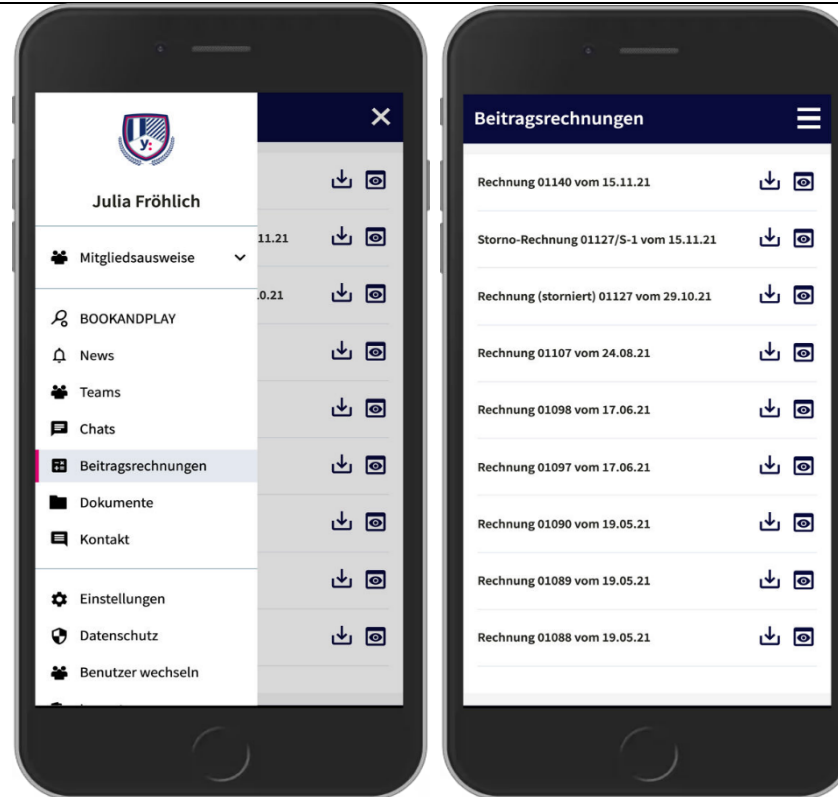 y:
Julia Fröhlich
Mitgliedsausweise
11.21
0.21
BOOKANDPLAY
News
Teams
Chats
Beitragsrechnungen
Dokumente
Kontakt
Einstellungen
Datenschutz
Benutzer wechseln
Beitragsrechnungen
Rechnung 01140 vom 15.11.21
Storno-Rechnung 01127/S-1 vom 15.11.21
Rechnung (storniert) 01127 vom 29.10.21
Rechnung 01107 vom 24.08.21
Rechnung 01098 vom 17.06.21
Rechnung 01097 vom 17.06.21
Rechnung 01090 vom 19.05.21
Rechnung 01089 vom 19.05.21
Rechnung 01088 vom 19.05.21